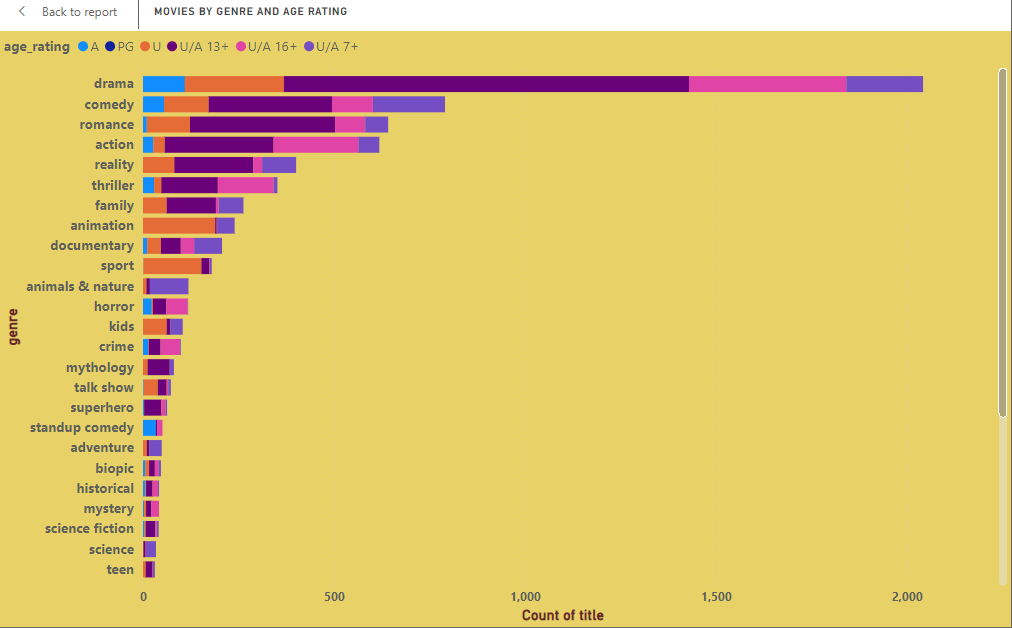 Back to report
MOVIES BY GENRE AND AGE RATING
age_rating A PG U U/A 13+ U/A 16+ U/A 7+
genre
drama
comedy
romance
action
reality
thriller
family
animation
documentary
sport
animals & nature
horror
kids
crime
mythology
talk show
superhero
standup comedy
adventure
biopic
historical
mystery
science fiction
science
teen
0 500 1,000 1,500 2,000
Count of title